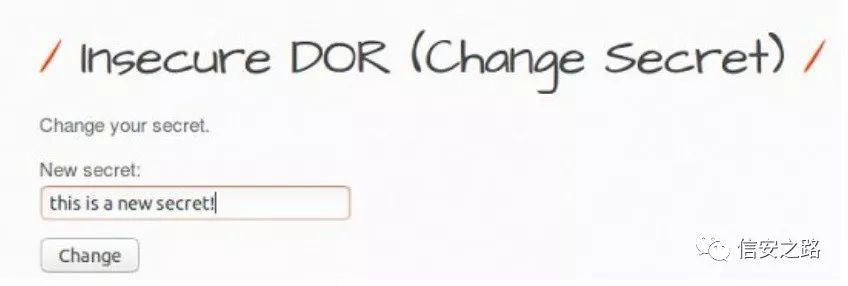 / Insecure DOR (Change Secret) /
Change your secret.
New secret:
this is a new secret!
Change
信安之路